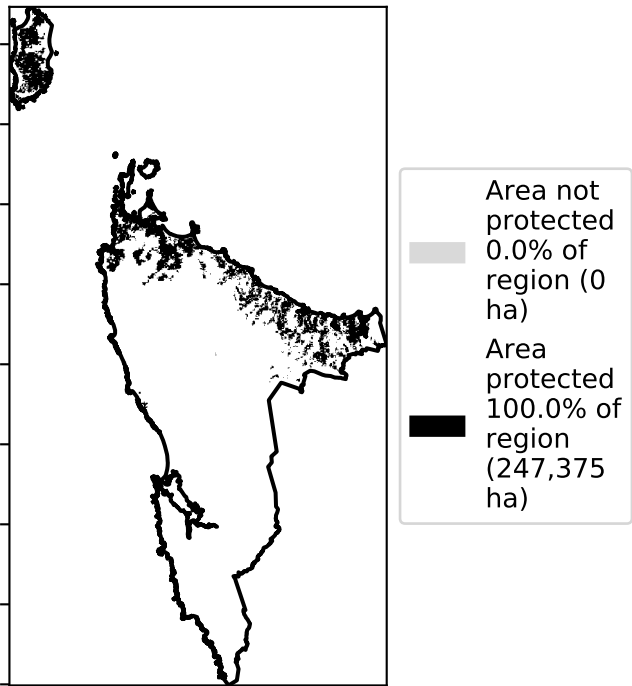 Area not
protected
0.0% of
region (0
ha)
Area
protected
100.0% of
region
(247,375
ha)